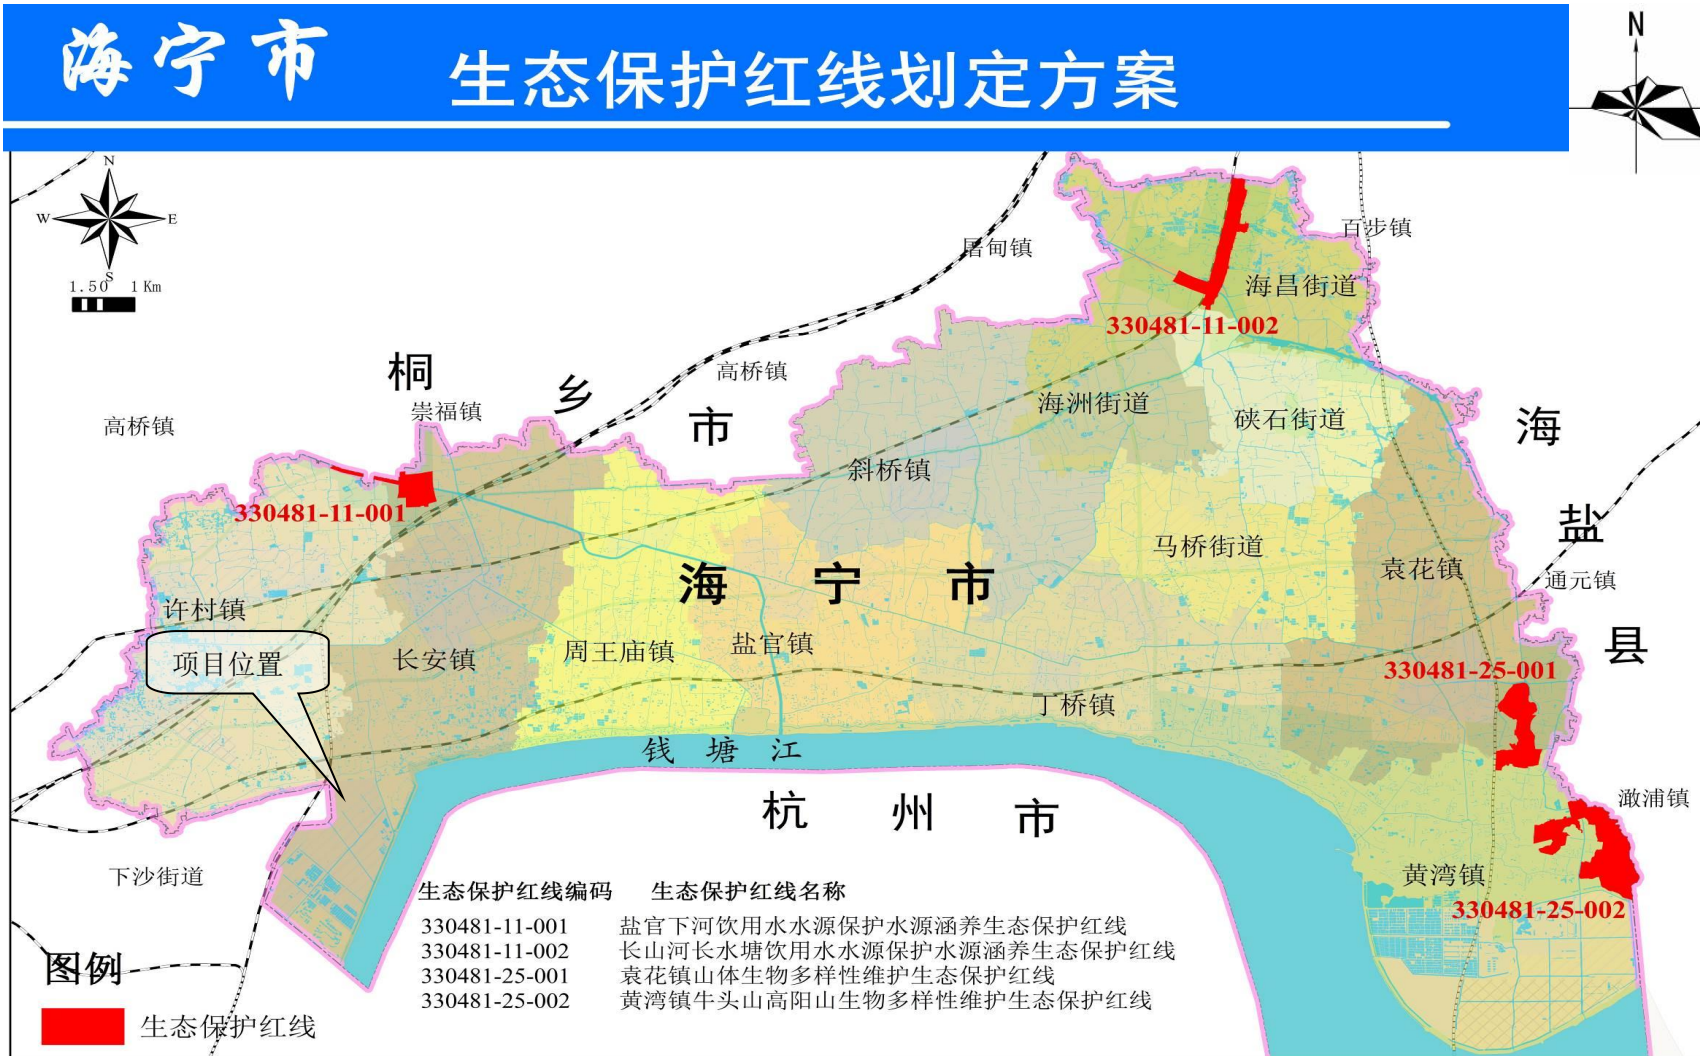 海宁市
生态保护红线划定方案
N
N
W
E
S
1.50 1 Km
屠甸镇
百步镇
海昌街道
330481-11-002
桐乡市
高桥镇
崇福镇
高桥镇
海洲街道
硖石街道
海盐县
斜桥镇
330481-11-001
马桥街道
袁花镇
通元镇
海宁市
许村镇
项目位置
长安镇
周王庙镇
盐官镇
330481-25-001
丁桥镇
钱塘江
杭州市
澉浦镇
下沙街道
黄湾镇
330481-25-002
生态保护红线编码 生态保护红线名称
330481-11-001 盐官下河饮用水水源保护水源涵养生态保护红线
330481-11-002 长山河长水塘饮用水水源保护水源涵养生态保护红线
330481-25-001 袁花镇山体生物多样性维护生态保护红线
330481-25-002 黄湾镇牛头山高阳山生物多样性维护生态保护红线
图例
生态保护红线